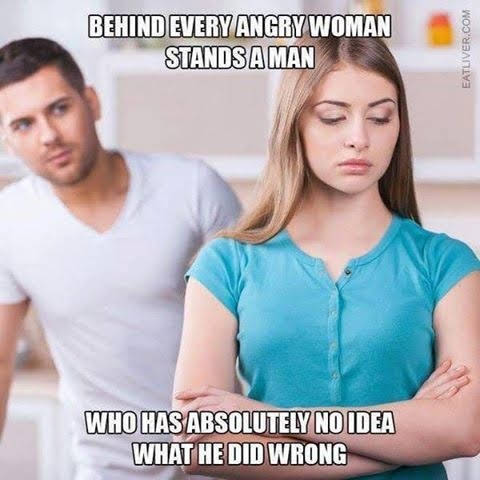 BEHIND EVERY ANGRY WOMAN
STANDS A MAN
EATLIVER.COM
WHO HAS ABSOLUTELY NO IDEA
WHAT HE DID WRONG